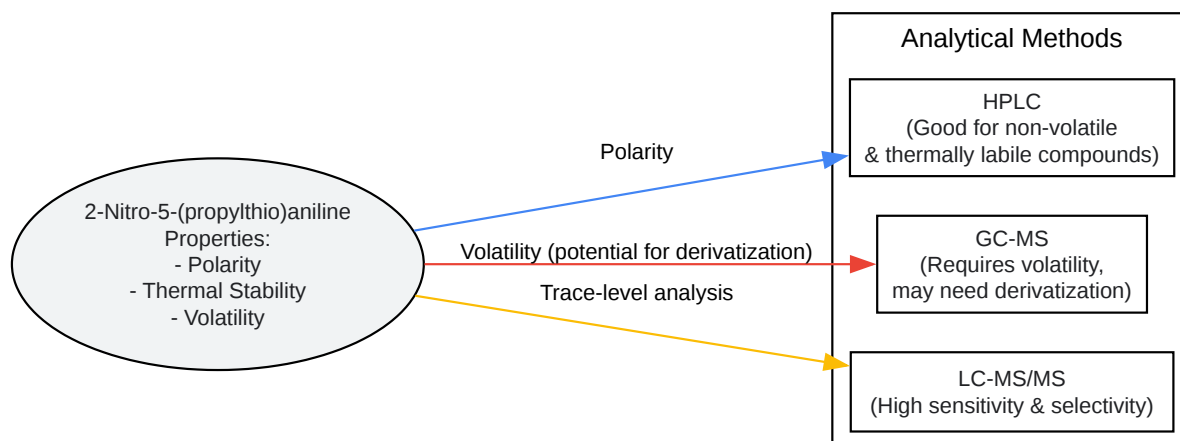 2-Nitro-5-(propylthio)aniline
Properties:
- Polarity
- Thermal Stability
- Volatility
Polarity
Volatility (potential for derivatization)
Trace-level analysis
Analytical Methods
HPLC
(Good for non-volatile
& thermally labile compounds)
GC-MS
(Requires volatility,
may need derivatization)
LC-MS/MS
(High sensitivity & selectivity)